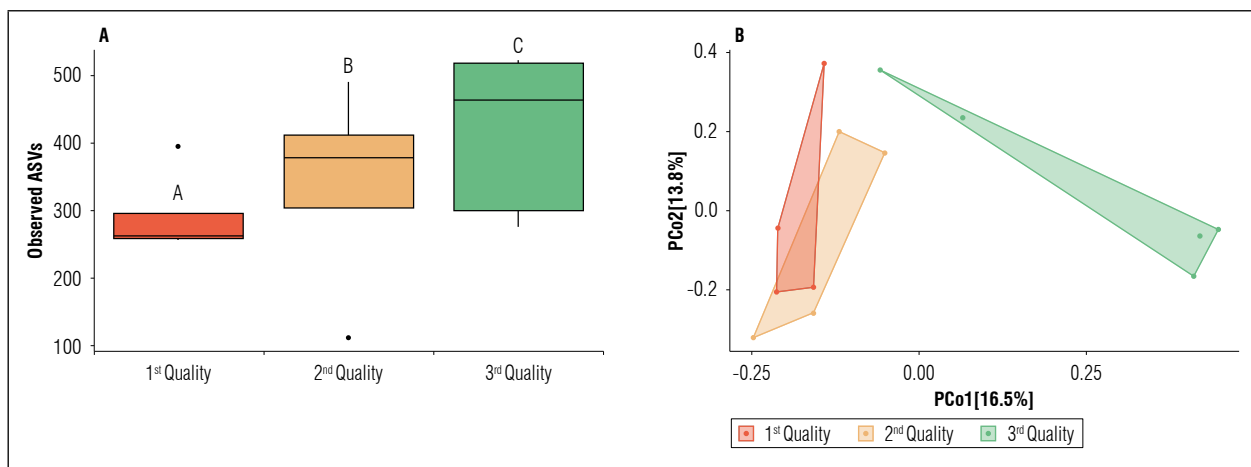 A
Observed ASVs
500
400
300
200
100
A
B
C
1st Quality
2nd Quality
3rd Quality
B
PCo2[13.8%]
0.4
0.2
0.0
-0.2
-0.25
0.00
0.25
PCo1[16.5%]
1st Quality 2nd Quality 3rd Quality